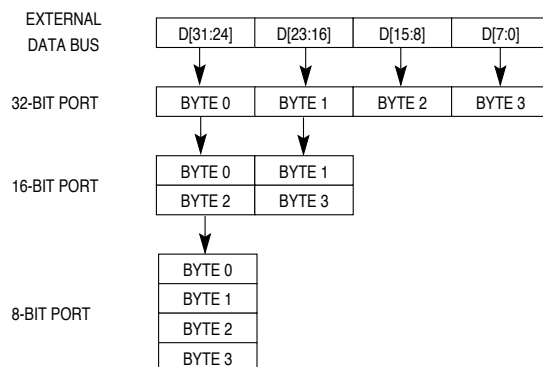 EXTERNAL
DATA BUS
D[31:24] D[23:16] D[15:8] D[7:0]
32-BIT PORT BYTE 0 BYTE 1 BYTE 2 BYTE 3
16-BIT PORT
BYTE 0 BYTE 1
BYTE 2 BYTE 3
8-BIT PORT
BYTE 0
BYTE 1
BYTE 2
BYTE 3